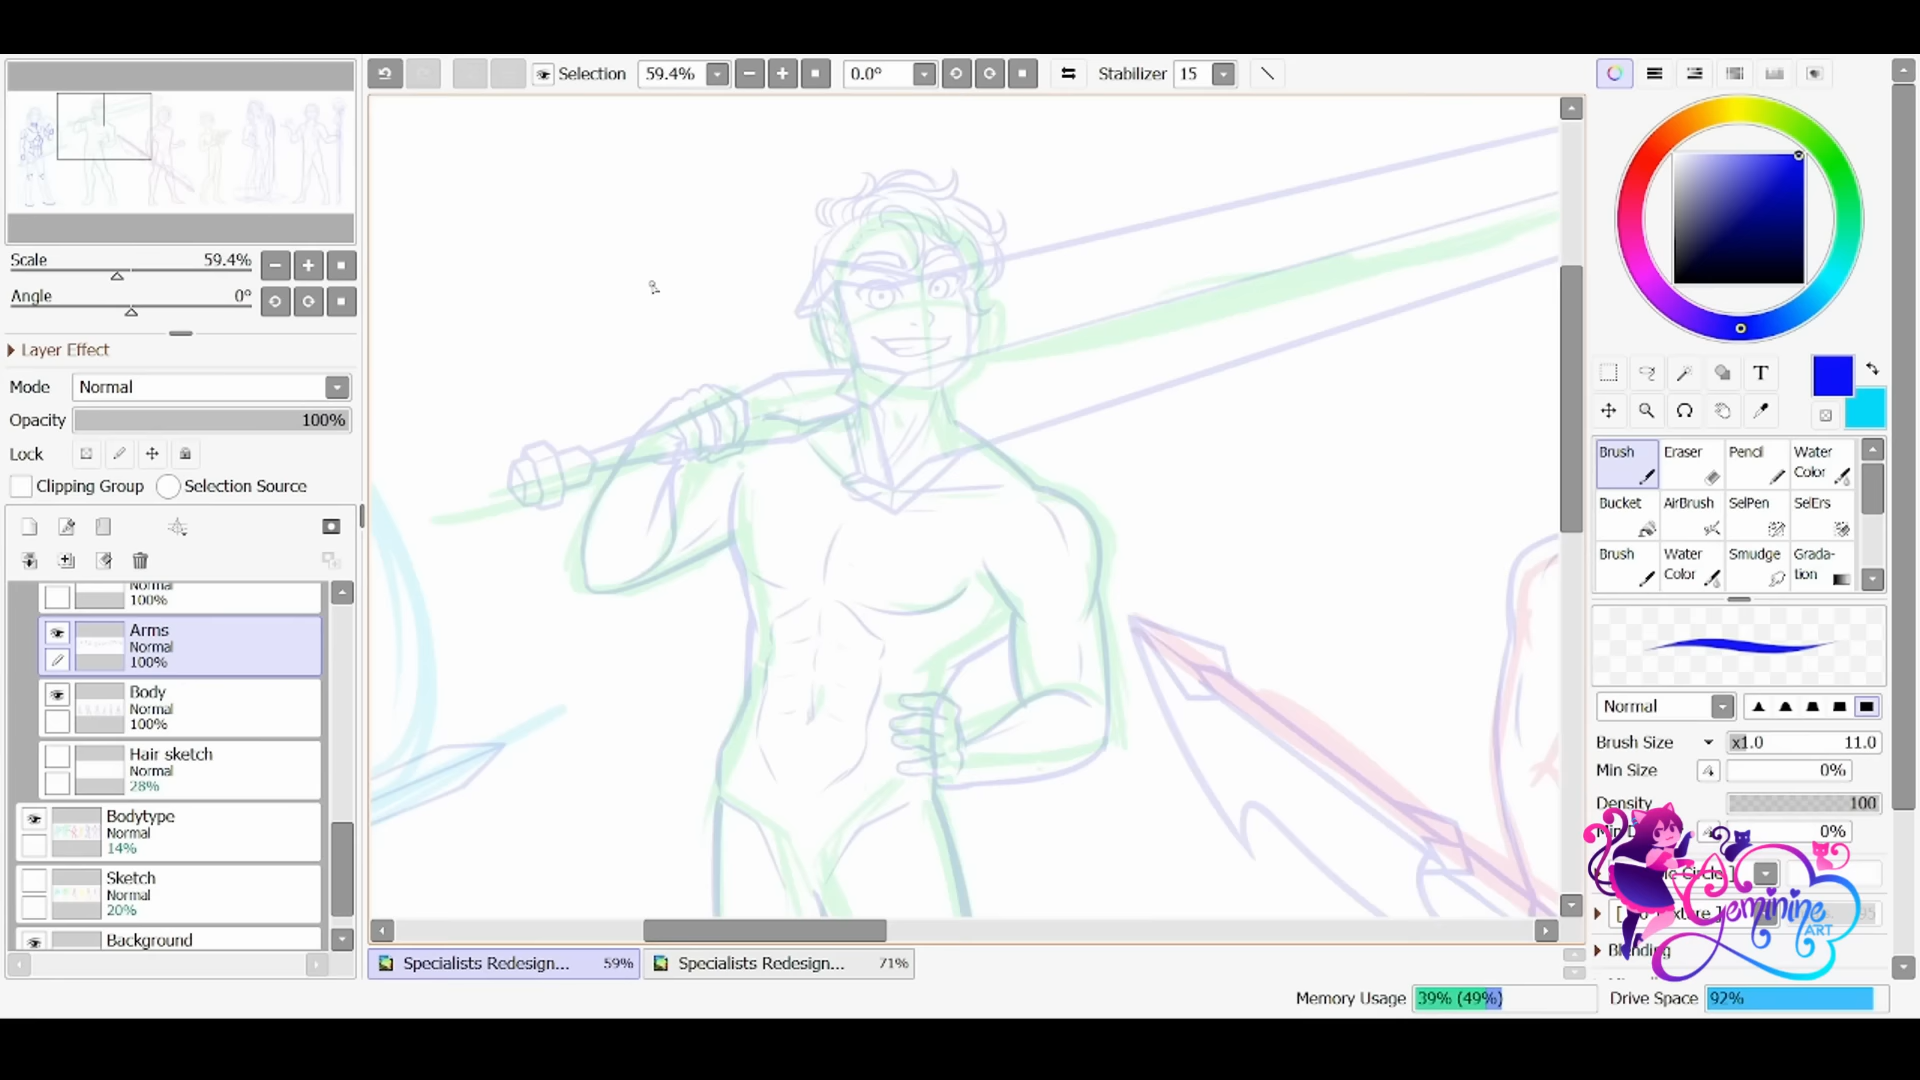 Selection 59.4% 0.0° Stabilizer 15
Scale 59.4%
Angle 0°
Layer Effect
Mode Normal
Opacity 100%
Lock
Clipping Group Selection Source
Normal
100%
Arms
Normal
100%
Body
Normal
100%
Hair sketch
Normal
28%
Bodytype
Normal
14%
Sketch
Normal
20%
Background
Specialists Redesign... 59%
Specialists Redesign... 71%
T
Brush Eraser Pencil Water Color
Bucket AirBrush SelPen SelErs
Brush Water Color Smudge Grada-tion
Normal
Brush Size x1.0 11.0
Min Size 0%
Density 100
0%
Circle ]
95
Blending
Geminine
ART
Memory Usage 39% (49%) Drive Space 92%